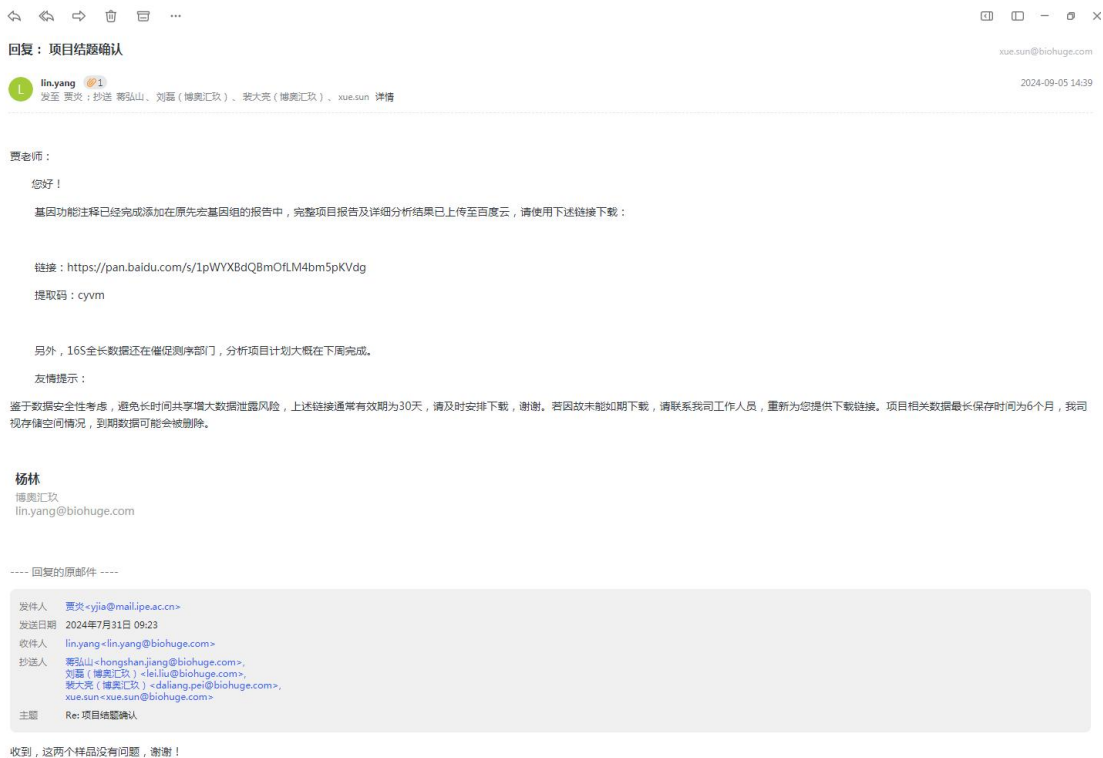 回复： 项目结题确认
xue.sun@biohuge.com
L
lin.yang 1
2024-09-05 14:39
发至 贾炎；抄送 蒋弘山 、 刘磊（博奥汇玖） 、 裴大亮（博奥汇玖） 、 xue.sun 详情
贾老师：
您好！
基因功能注释已经完成添加在原先宏基因组的报告中，完整项目报告及详细分析结果已上传至百度云，请使用下述链接下载：
链接：https://pan.baidu.com/s/1pWYXBdQBmOfLM4bm5pKVdg
提取码：cyvm
另外，16S全长数据还在催促测序部门，分析项目计划大概在下周完成。
友情提示：
鉴于数据安全性考虑，避免长时间共享增大数据泄露风险，上述链接通常有效期为30天，请及时安排下载，谢谢。若因故未能如期下载，请联系我司工作人员，重新为您提供下载链接。项目相关数据最长保存时间为6个月，我司
视存储空间情况，到期数据可能会被删除。
杨林
博奥汇玖
lin.yang@biohuge.com
---- 回复的原邮件 ----
发件人 贾炎<yjia@mail.ipe.ac.cn>
发送日期 2024年7月31日 09:23
收件人 lin.yang<lin.yang@biohuge.com>
抄送人 蒋弘山<hongshan.jiang@biohuge.com>、
刘磊（博奥汇玖）<lei.liu@biohuge.com>、
裴大亮（博奥汇玖）<daliang.pei@biohuge.com>、
xue.sun<xue.sun@biohuge.com>
主题 Re: 项目结题确认
收到，这两个样品没有问题，谢谢！